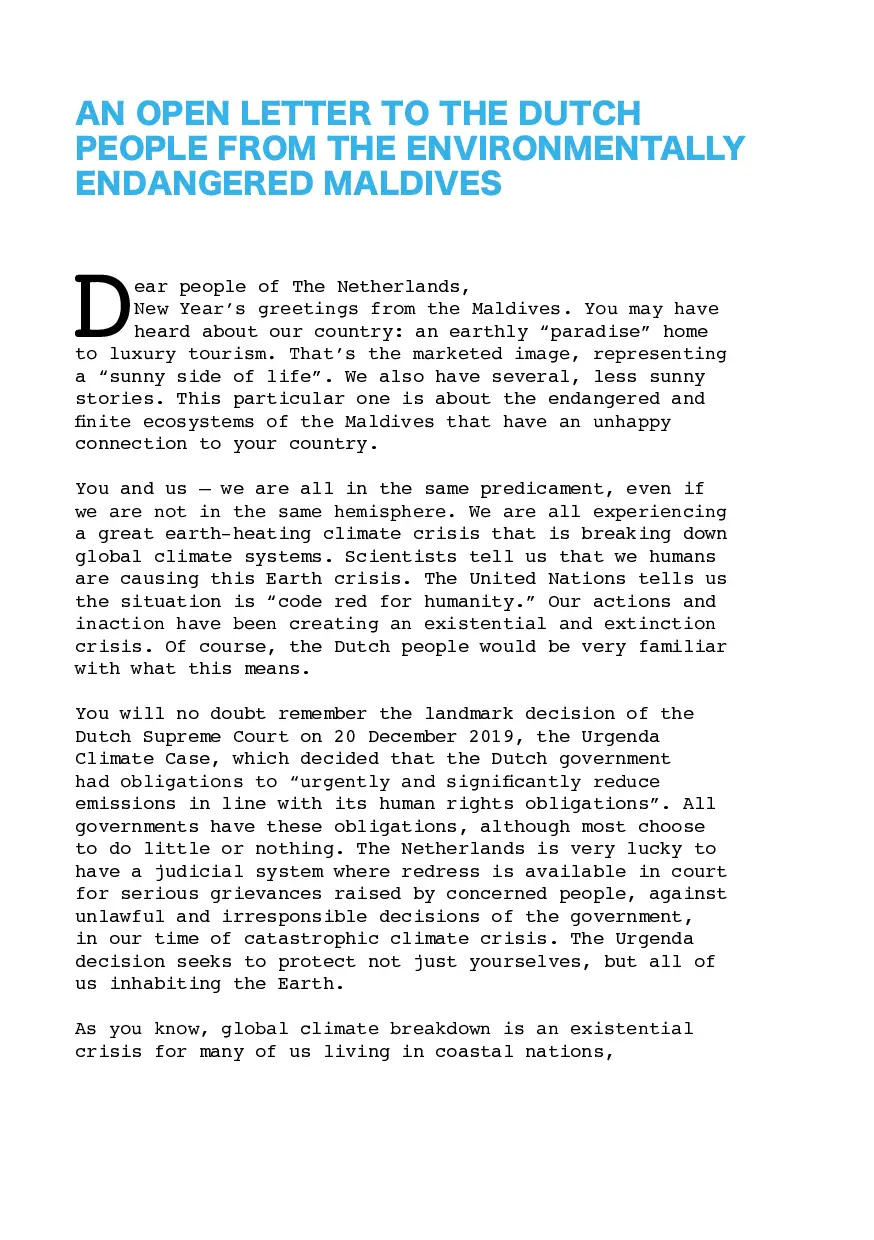 AN OPEN LETTER TO THE DUTCH
PEOPLE FROM THE ENVIRONMENTALLY
ENDANGERED MALDIVES
Dear people of The Netherlands,
New Year’s greetings from the Maldives. You may have
heard about our country: an earthly “paradise” home
to luxury tourism. That’s the marketed image, representing
a “sunny side of life”. We also have several, less sunny
stories. This particular one is about the endangered and
finite ecosystems of the Maldives that have an unhappy
connection to your country.
You and us – we are all in the same predicament, even if
we are not in the same hemisphere. We are all experiencing
a great earth-heating climate crisis that is breaking down
global climate systems. Scientists tell us that we humans
are causing this Earth crisis. The United Nations tells us
the situation is “code red for humanity.” Our actions and
inaction have been creating an existential and extinction
crisis. Of course, the Dutch people would be very familiar
with what this means.
You will no doubt remember the landmark decision of the
Dutch Supreme Court on 20 December 2019, the Urgenda
Climate Case, which decided that the Dutch government
had obligations to “urgently and significantly reduce
emissions in line with its human rights obligations”. All
governments have these obligations, although most choose
to do little or nothing. The Netherlands is very lucky to
have a judicial system where redress is available in court
for serious grievances raised by concerned people, against
unlawful and irresponsible decisions of the government,
in our time of catastrophic climate crisis. The Urgenda
decision seeks to protect not just yourselves, but all of
us inhabiting the Earth.
As you know, global climate breakdown is an existential
crisis for many of us living in coastal nations,